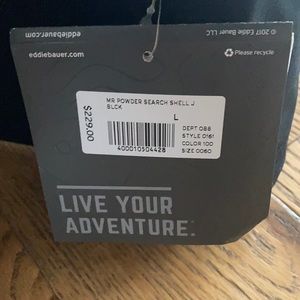 eddiebauer.com
© 2017 Eddie Bauer LLC
eddiebauer.com
Please recycle
MR POWDER SEARCH SHELL J
BLCK
L
$229.00
DEPT 088
STYLE 0161
COLOR 100
SIZE 0060
400010504428
LIVE YOUR
ADVENTURE.